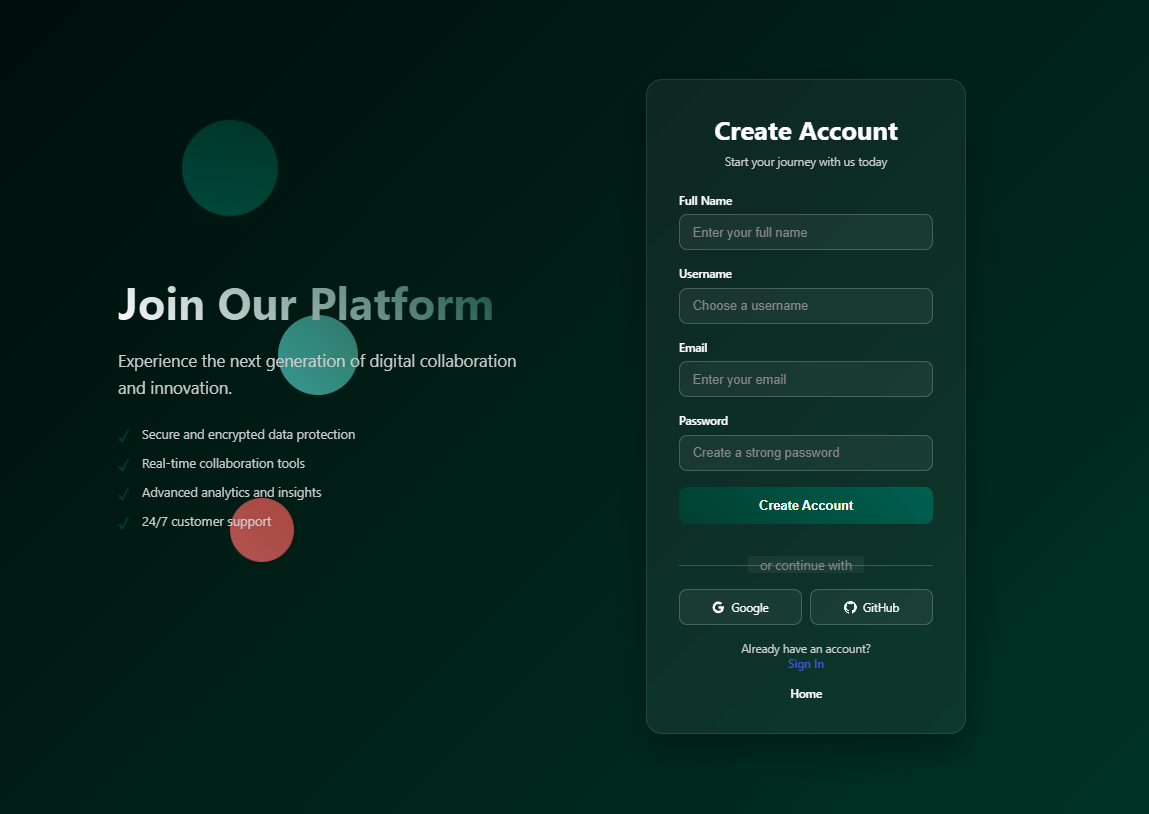 Join Our Platform
Experience the next generation of digital collaboration
and innovation.
✓ Secure and encrypted data protection
✓ Real-time collaboration tools
✓ Advanced analytics and insights
✓ 24/7 customer support
Create Account
Start your journey with us today
Full Name
Enter your full name
Username
Choose a username
Email
Enter your email
Password
Create a strong password
Create Account
or continue with
Google
GitHub
Already have an account?
Sign In
Home